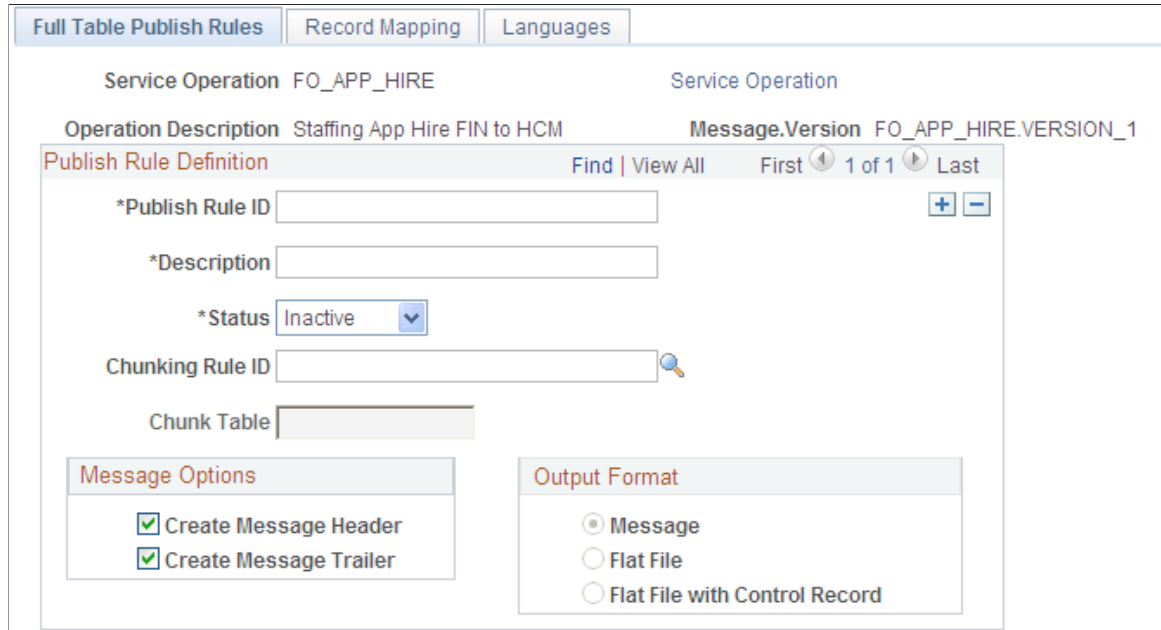 Full Table Publish Rules Record Mapping Languages
Service Operation FO_APP_HIRE Service Operation
Operation Description Staffing App Hire FIN to HCM Message.Version FO_APP_HIRE.VERSION_1
Publish Rule Definition Find | View All First 1 of 1 Last
*Publish Rule ID
*Description
*Status Inactive
Chunking Rule ID
Chunk Table
Message Options Output Format
Create Message Header Message
Create Message Trailer Flat File
Flat File with Control Record